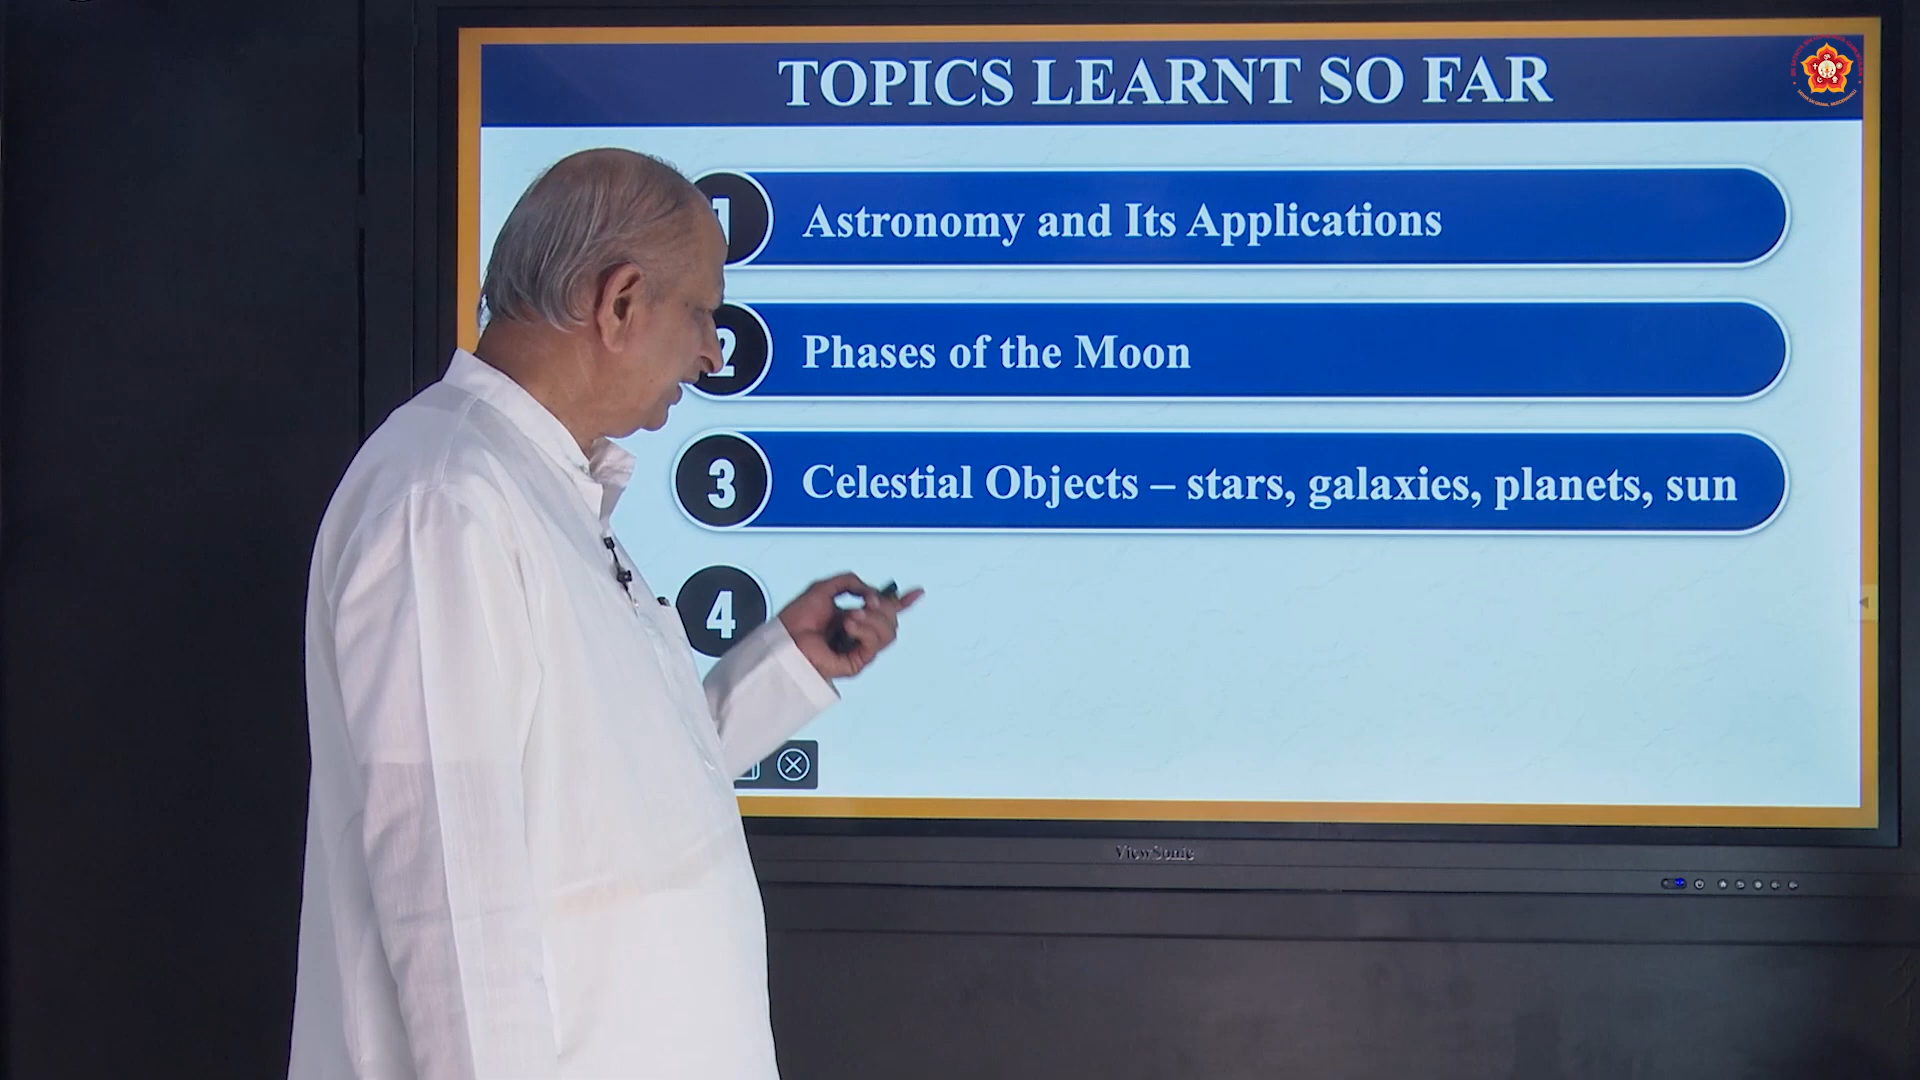 TOPICS LEARNT SO FAR
1 Astronomy and Its Applications
2 Phases of the Moon
3 Celestial Objects – stars, galaxies, planets, sun
4
ViewSonic